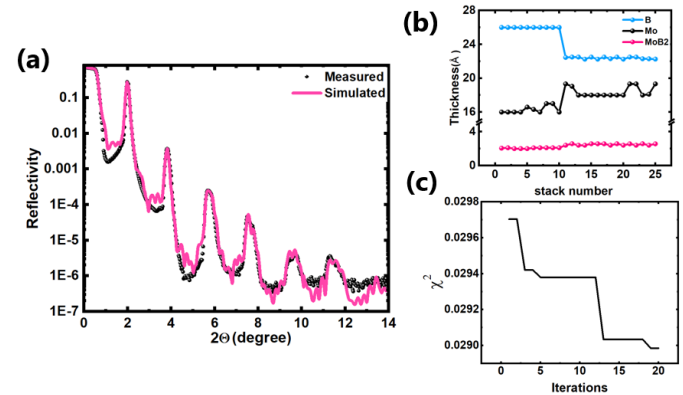 (a)
Measured
Simulated
0.1
0.01
0.001
1E-4
1E-5
1E-6
1E-7
Reflectivity
0 2 4 6 8 10 12 14
2Θ (degree)
(b)
B
Mo
MoB2
28
24
20
16
4
2
0
Thickness(Å)
0 5 10 15 20 25
stack number
(c)
0.0298
0.0296
0.0294
0.0292
0.0290
χ²
0 5 10 15 20
Iterations